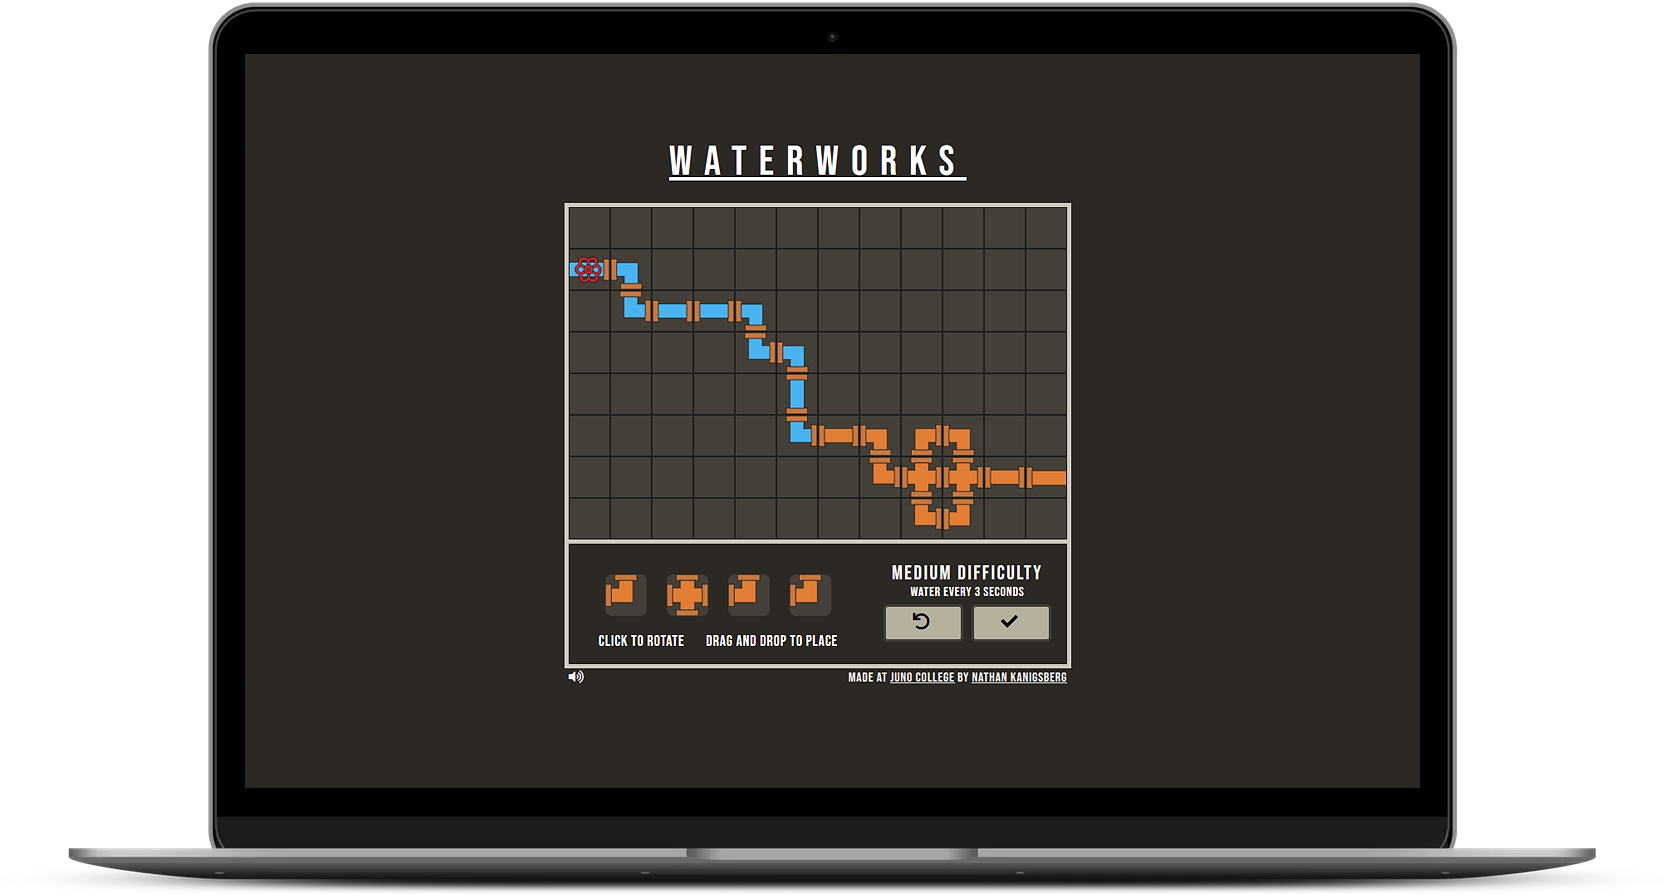 WATERWORKS
MEDIUM DIFFICULTY
WATER EVERY 3 SECONDS
CLICK TO ROTATE
DRAG AND DROP TO PLACE
MADE AT JUNO COLLEGE BY NATHAN KANIGSBERG